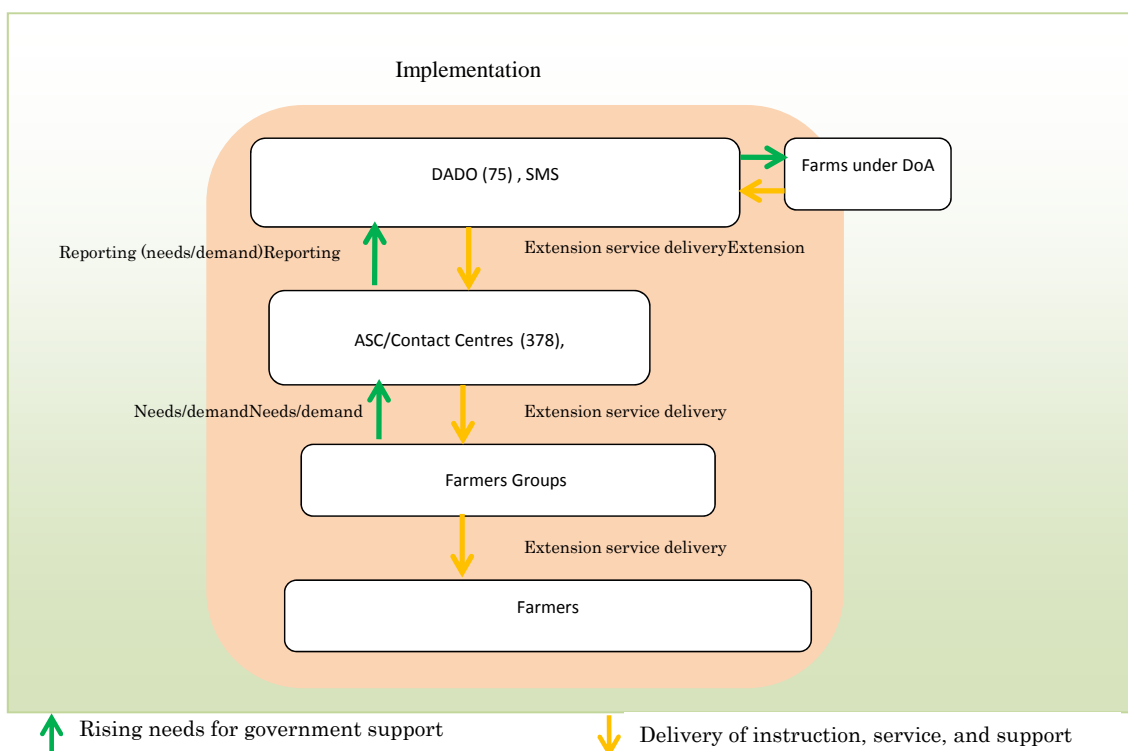 Implementation
DADO (75) , SMS
Farms under DoA
Reporting (needs/demand)Reporting
Extension service deliveryExtension
ASC/Contact Centres (378),
Needs/demandNeeds/demand
Extension service delivery
Farmers Groups
Extension service delivery
Farmers
Rising needs for government support
Delivery of instruction, service, and support